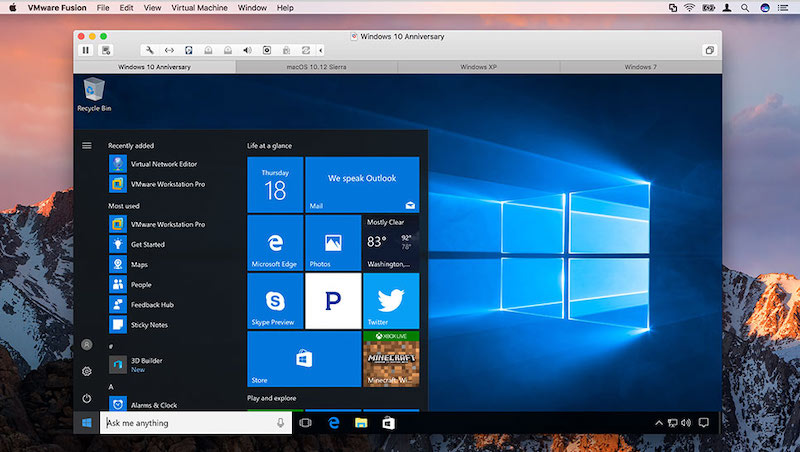 VMware Fusion File Edit View Virtual Machine Window Help
Windows 10 Anniversary
Windows 10 Anniversary macOS 10.12 Sierra Windows XP Windows 7
Recycle Bin
Recently added
Virtual Network Editor
VMware Workstation Pro
Most used
VMware Workstation Pro
Get Started
Maps
People
Feedback Hub
Sticky Notes
#
3D Builder
New
A
Alarms & Clock
Life at a glance
Thursday
18
We speak Outlook
Mail
Microsoft Edge
Photos
Mostly Clear
83° 92°
78°
Washington,...
Skype Preview
P
Twitter
Store
XBOX LIVE
MINECRAFT
Minecraft: Wi...
Play and explore
Ask me anything